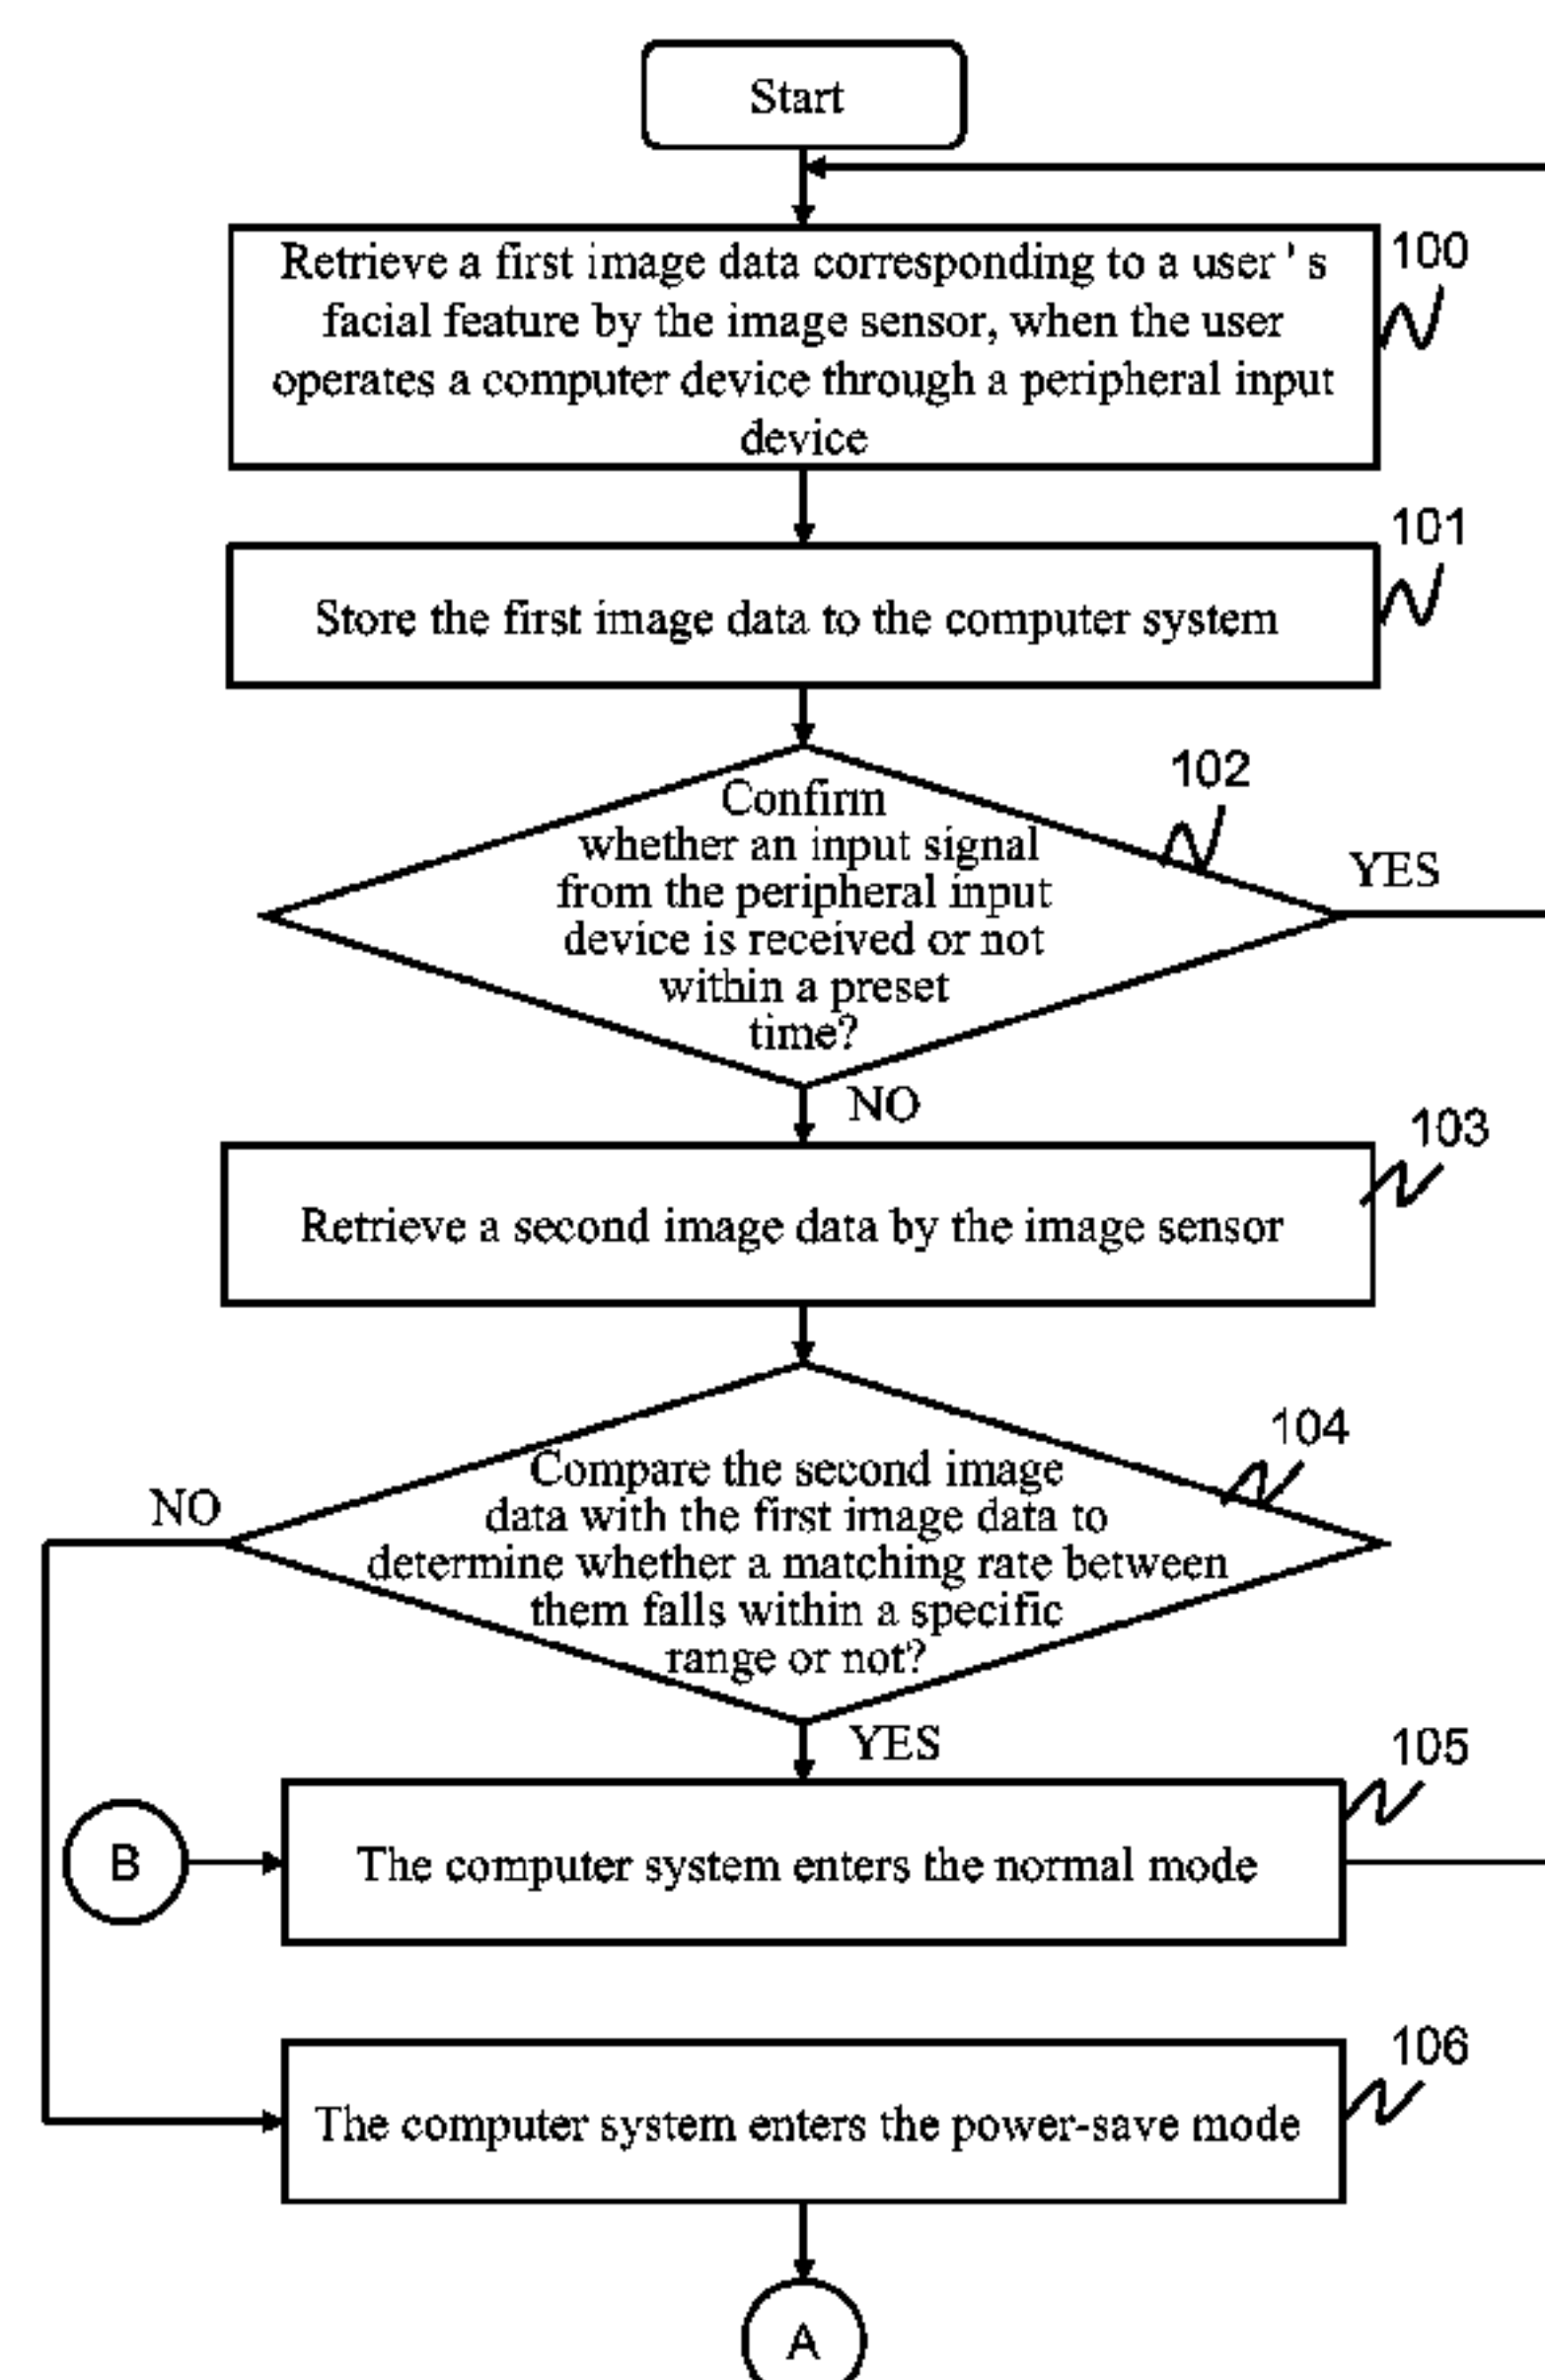 Start
Retrieve a first image data corresponding to a user ' s
facial feature by the image sensor, when the user
operates a computer device through a peripheral input
device
100
Store the first image data to the computer system
101
Confirm
whether an input signal
from the peripheral input
device is received or not
within a preset
time?
102
YES
NO
Retrieve a second image data by the image sensor
103
Compare the second image
data with the first image data to
determine whether a matching rate between
them falls within a specific
range or not?
104
NO
YES
B
The computer system enters the normal mode
105
The computer system enters the power-save mode
106
A